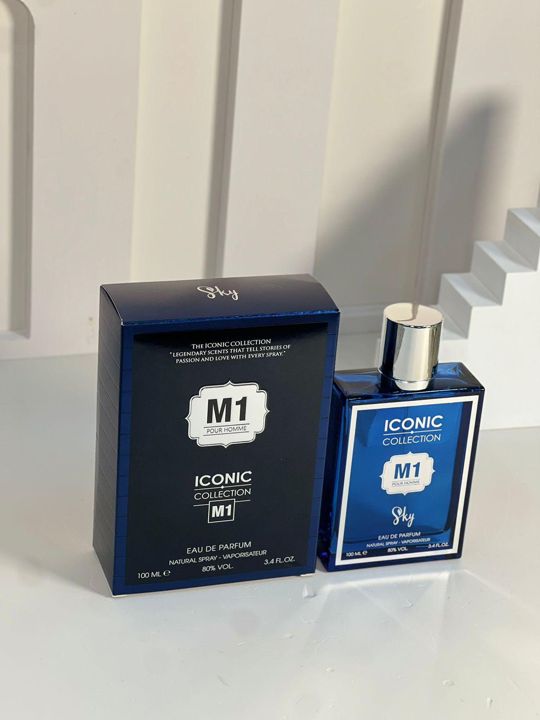 Sky
THE ICONIC COLLECTION
"LEGENDARY SCENTS THAT TELL STORIES OF
PASSION AND LOVE WITH EVERY SPRAY."
M1
POUR HOMME
ICONIC
COLLECTION
M1
EAU DE PARFUM
NATURAL SPRAY - VAPORISATEUR
100 ML ℮ 80% VOL. 3.4 FL.OZ.
ICONIC
COLLECTION
M1
POUR HOMME
Sky
EAU DE PARFUM
NATURAL SPRAY - VAPORISATEUR
100 ML ℮ 80% VOL. 3.4 FL.OZ.